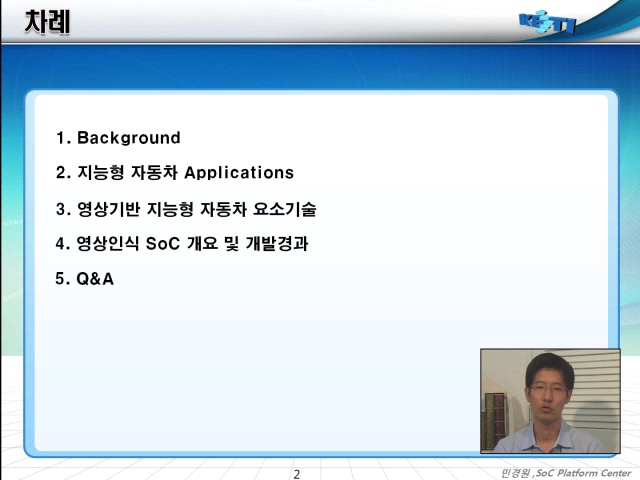 차례
KETI
1. Background
2. 지능형 자동차 Applications
3. 영상기반 지능형 자동차 요소기술
4. 영상인식 SoC 개요 및 개발경과
5. Q&A
2
민경원 ,SoC Platform Center